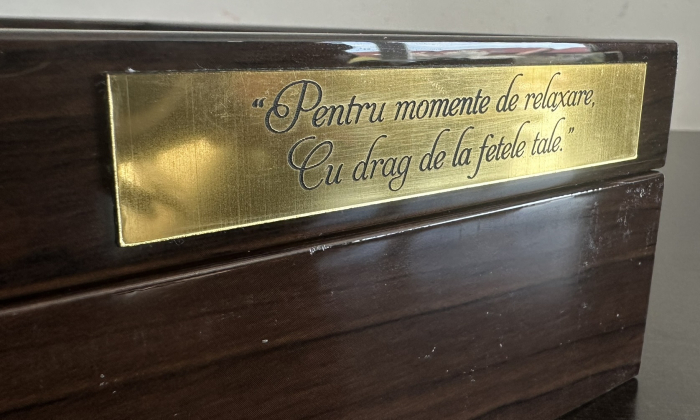 “Pentru momente de relaxare,
Cu drag de la fetele tale.”